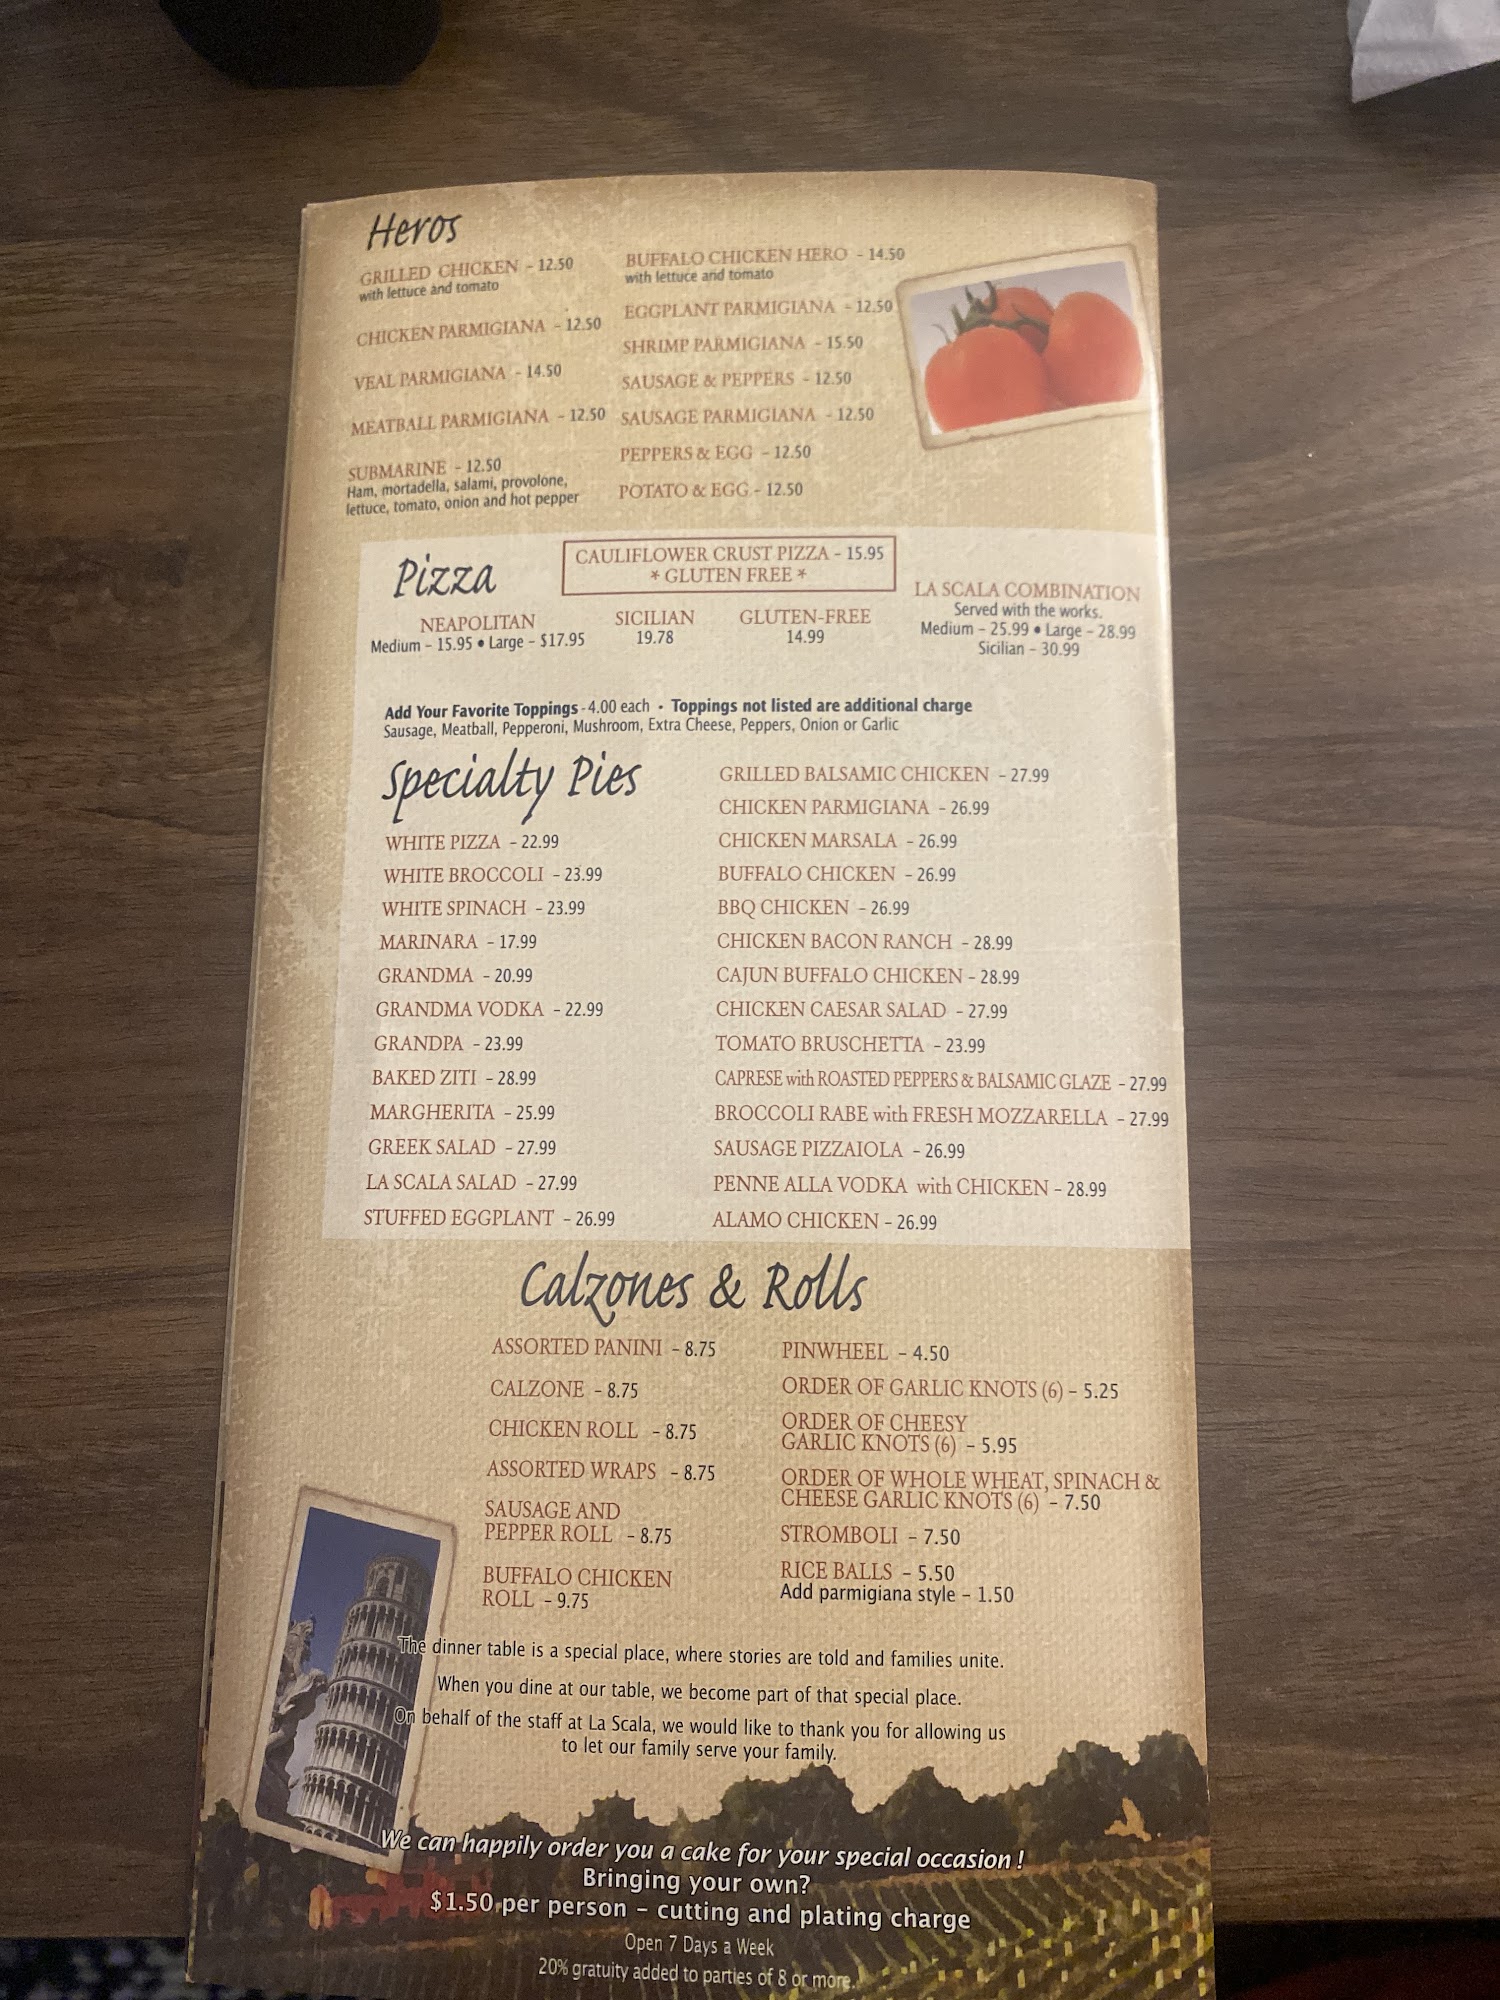 Heros
GRILLED CHICKEN - 12.50
with lettuce and tomato
CHICKEN PARMIGIANA - 12.50
VEAL PARMIGIANA - 14.50
MEATBALL PARMIGIANA - 12.50
SUBMARINE - 12.50
Ham, mortadella, salami, provolone,
lettuce, tomato, onion and hot pepper
BUFFALO CHICKEN HERO - 14.50
with lettuce and tomato
EGGPLANT PARMIGIANA - 12.50
SHRIMP PARMIGIANA - 15.50
SAUSAGE & PEPPERS - 12.50
SAUSAGE PARMIGIANA - 12.50
PEPPERS & EGG - 12.50
POTATO & EGG - 12.50
Pizza
CAULIFLOWER CRUST PIZZA - 15.95
* GLUTEN FREE *
NEAPOLITAN
Medium - 15.95 • Large - $17.95
SICILIAN
19.78
GLUTEN-FREE
14.99
LA SCALA COMBINATION
Served with the works.
Medium - 25.99 • Large - 28.99
Sicilian - 30.99
Add Your Favorite Toppings - 4.00 each • Toppings not listed are additional charge
Sausage, Meatball, Pepperoni, Mushroom, Extra Cheese, Peppers, Onion or Garlic
Specialty Pies
WHITE PIZZA - 22.99
WHITE BROCCOLI - 23.99
WHITE SPINACH - 23.99
MARINARA - 17.99
GRANDMA - 20.99
GRANDMA VODKA - 22.99
GRANDPA - 23.99
BAKED ZITI - 28.99
MARGHERITA - 25.99
GREEK SALAD - 27.99
LA SCALA SALAD - 27.99
STUFFED EGGPLANT - 26.99
GRILLED BALSAMIC CHICKEN - 27.99
CHICKEN PARMIGIANA - 26.99
CHICKEN MARSALA - 26.99
BUFFALO CHICKEN - 26.99
BBQ CHICKEN - 26.99
CHICKEN BACON RANCH - 28.99
CAJUN BUFFALO CHICKEN - 28.99
CHICKEN CAESAR SALAD - 27.99
TOMATO BRUSCHETTA - 23.99
CAPRESE with ROASTED PEPPERS & BALSAMIC GLAZE - 27.99
BROCCOLI RABE with FRESH MOZZARELLA - 27.99
SAUSAGE PIZZAIOLA - 26.99
PENNE ALLA VODKA with CHICKEN - 28.99
ALAMO CHICKEN - 26.99
Calzones & Rolls
ASSORTED PANINI - 8.75
CALZONE - 8.75
CHICKEN ROLL - 8.75
ASSORTED WRAPS - 8.75
SAUSAGE AND
PEPPER ROLL - 8.75
BUFFALO CHICKEN
ROLL - 9.75
PINWHEEL - 4.50
ORDER OF GARLIC KNOTS (6) - 5.25
ORDER OF CHEESY
GARLIC KNOTS (6) - 5.95
ORDER OF WHOLE WHEAT, SPINACH &
CHEESE GARLIC KNOTS (6) - 7.50
STROMBOLI - 7.50
RICE BALLS - 5.50
Add parmigiana style - 1.50
The dinner table is a special place, where stories are told and families unite.
When you dine at our table, we become part of that special place.
On behalf of the staff at La Scala, we would like to thank you for allowing us
to let our family serve your family.
We can happily order you a cake for your special occasion !
Bringing your own?
$1.50 per person - cutting and plating charge
Open 7 Days a Week
20% gratuity added to parties of 8 or more.